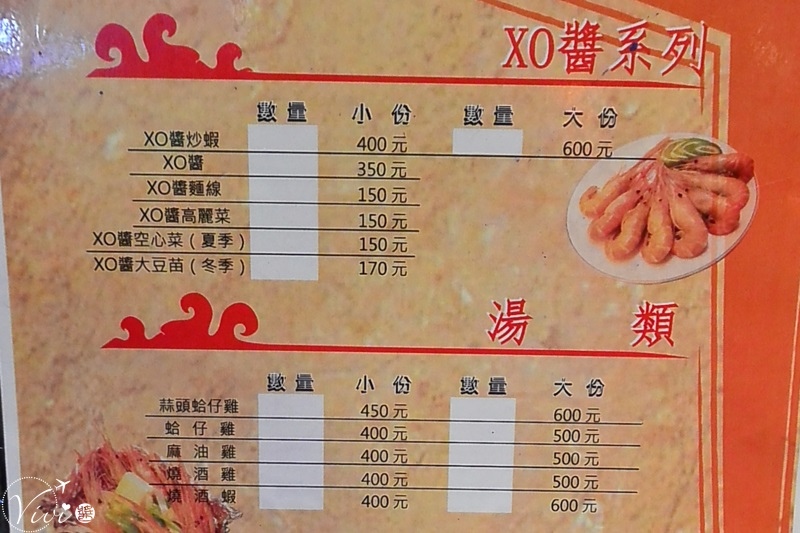 XO醬系列
數量 小份 數量 大份
XO醬炒蝦 400元 600元
XO醬 350元
XO醬麵線 150元
XO醬高麗菜 150元
XO醬空心菜(夏季) 150元
XO醬大豆苗(冬季) 170元
湯類
數量 小份 數量 大份
蒜頭蛤仔雞 450元 600元
蛤仔雞 400元 500元
麻油雞 400元 500元
燒酒雞 400元 500元
燒酒蝦 400元 600元
Vivi